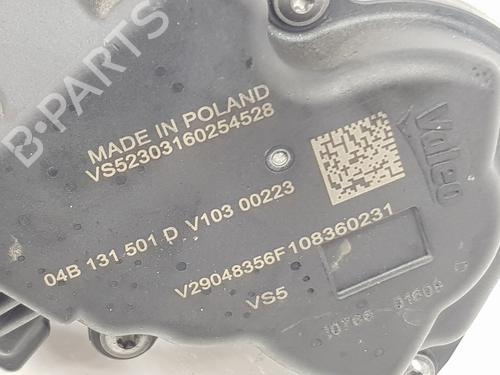 B-PARTS
MADE IN POLAND
VS52303160254528
Valeo
04B 131 501 D V103 00223
V29048356F108360231
VS5